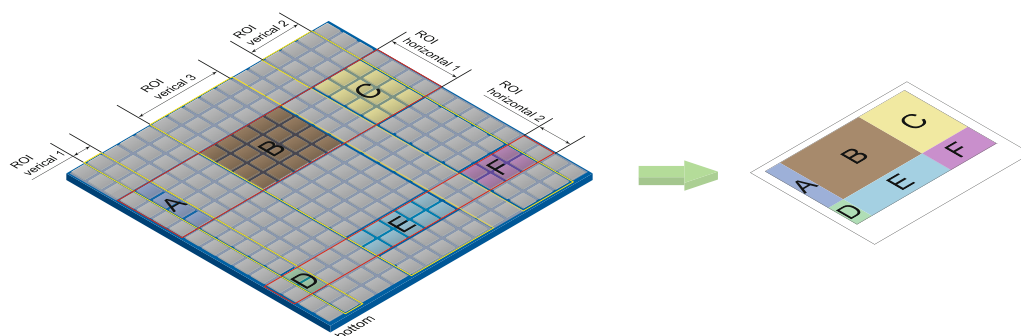 ROI
verical 2
ROI
horizontal 1
ROI
verical 3
ROI
horizontal 2
ROI
verical 1
C
B
F
A
E
D
bottom
C
B
F
A
E
D